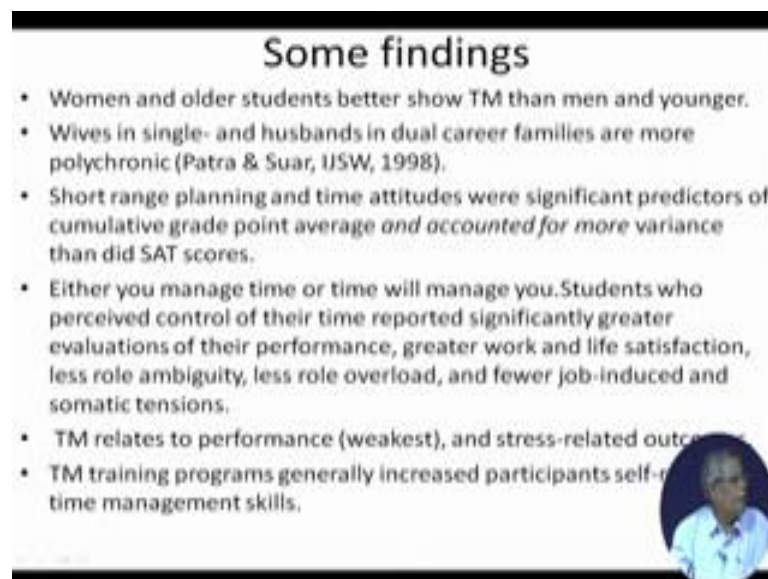 Some findings
• Women and older students better show TM than men and younger.
• Wives in single- and husbands in dual career families are more
polychronic (Patra & Suar, IJSW, 1998).
• Short range planning and time attitudes were significant predictors of
cumulative grade point average and accounted for more variance
than did SAT scores.
• Either you manage time or time will manage you.Students who
perceived control of their time reported significantly greater
evaluations of their performance, greater work and life satisfaction,
less role ambiguity, less role overload, and fewer job-induced and
somatic tensions.
• TM relates to performance (weakest), and stress-related
• TM training programs generally increased participants
time management skills.